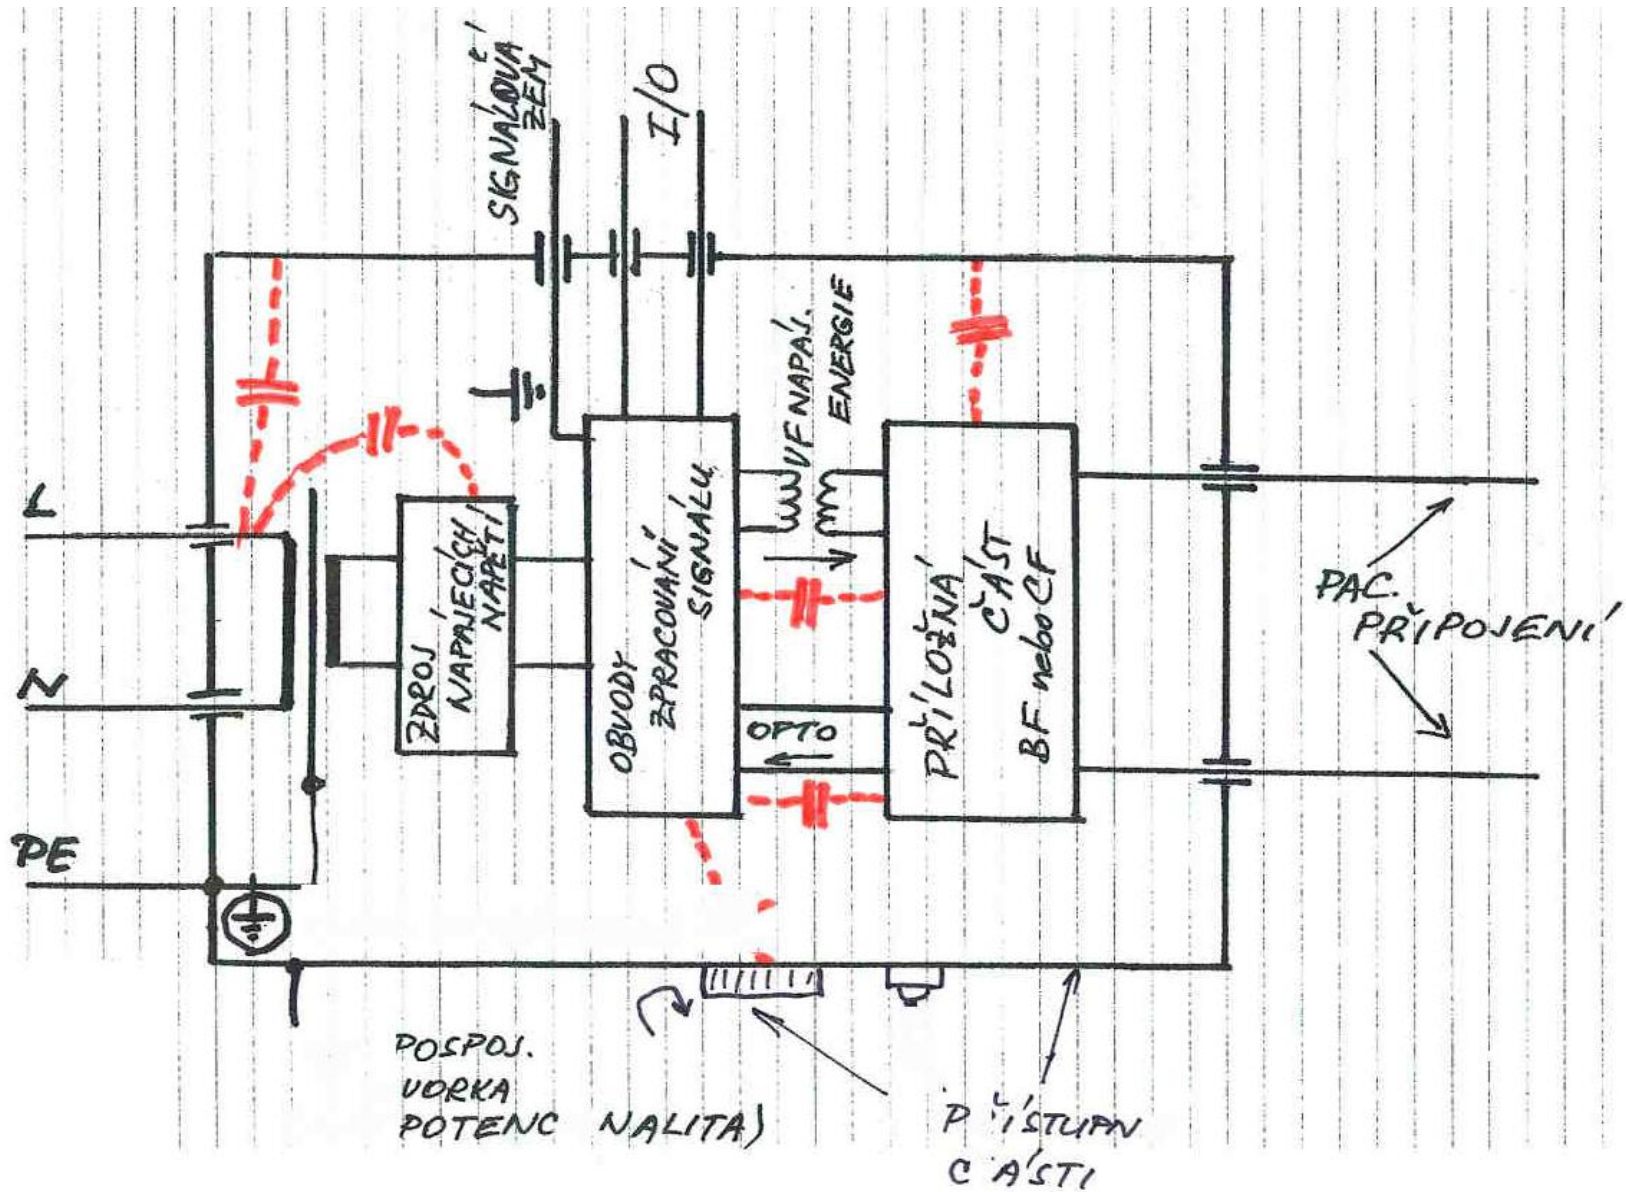 SIGNÁLOVÁ
ZEM
I/O
VF NAPÁJ.
ENERGIE
L
N
PE
ZDROJ
NAPÁJECÍCH
NAPĚTÍ
OBVODY
ZPRACOVÁNÍ
SIGNÁLU
OPTO
PŘÍLOŽNÁ
ČÁST
BF nebo CF
PAC.
PŘIPOJENÍ
POSPOJ.
VORKA
POTENC NALITA)
P ŘÍSTUPN
C ÁSTI